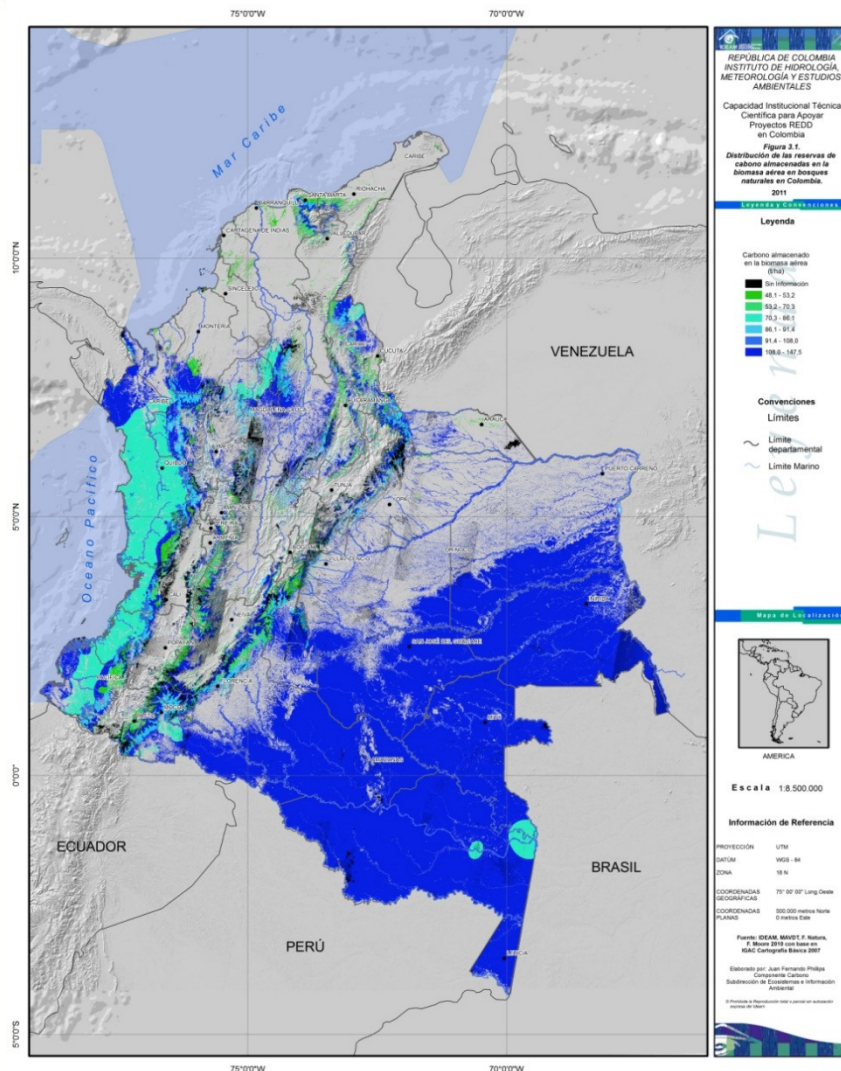 75°0'0"W
70°0'0"W
10°0'0"N
5°0'0"N
0°0'0"
5°0'0"S
Mar Caribe
Oceano Pacífico
VENEZUELA
BRASIL
PERÚ
ECUADOR
CARIBE
RIOHACHA
SANTA MARTA
CARTAGENA DE INDIAS
SINCELEJO
MONTERIA
CUCUTA
ARAUCA
PUERTO CARREÑO
TUNJA
SAN JOSÉ DEL GUAVIARE
REPÚBLICA DE COLOMBIA
INSTITUTO DE HIDROLOGÍA,
METEOROLOGÍA Y ESTUDIOS
AMBIENTALES
Capacidad Institucional Técnica
Científica para Apoyar
Proyectos REDD
en Colombia
Figura 3.1.
Distribución de las reservas de
cabono almacenadas en la
biomasa aérea en bosques
naturales en Colombia.
2011
Leyenda y Convenciones
Leyenda
Carbono almacenado
en la biomasa aérea
(t/ha)
Sin Información
48,1 - 53,2
53,2 - 70,3
70,3 - 86,1
86,1 - 91,4
91,4 - 108,0
108,0 - 147,5
Leyenda
Convenciones
Límites
Límite
departamental
Límite Marino
Mapa de Localización
AMERICA
Escala 1:8.500.000
Información de Referencia
PROYECCIÓN UTM
DATÚM WGS - 84
ZONA 18 N
COORDENADAS 75° 00' 00" Long Oeste
GEOGRÁFICAS
COORDENADAS 500.000 metros Norte
PLANAS 0 metros Este
Fuente: IDEAM, MAVDT, F. Natura,
F. Moore 2010 con base en
IGAC Cartografía Básica 2007
Elaborado por: Juan Fernando Phillips
Componente Carbono
Subdirección de Ecosistemas e Información
Ambiental